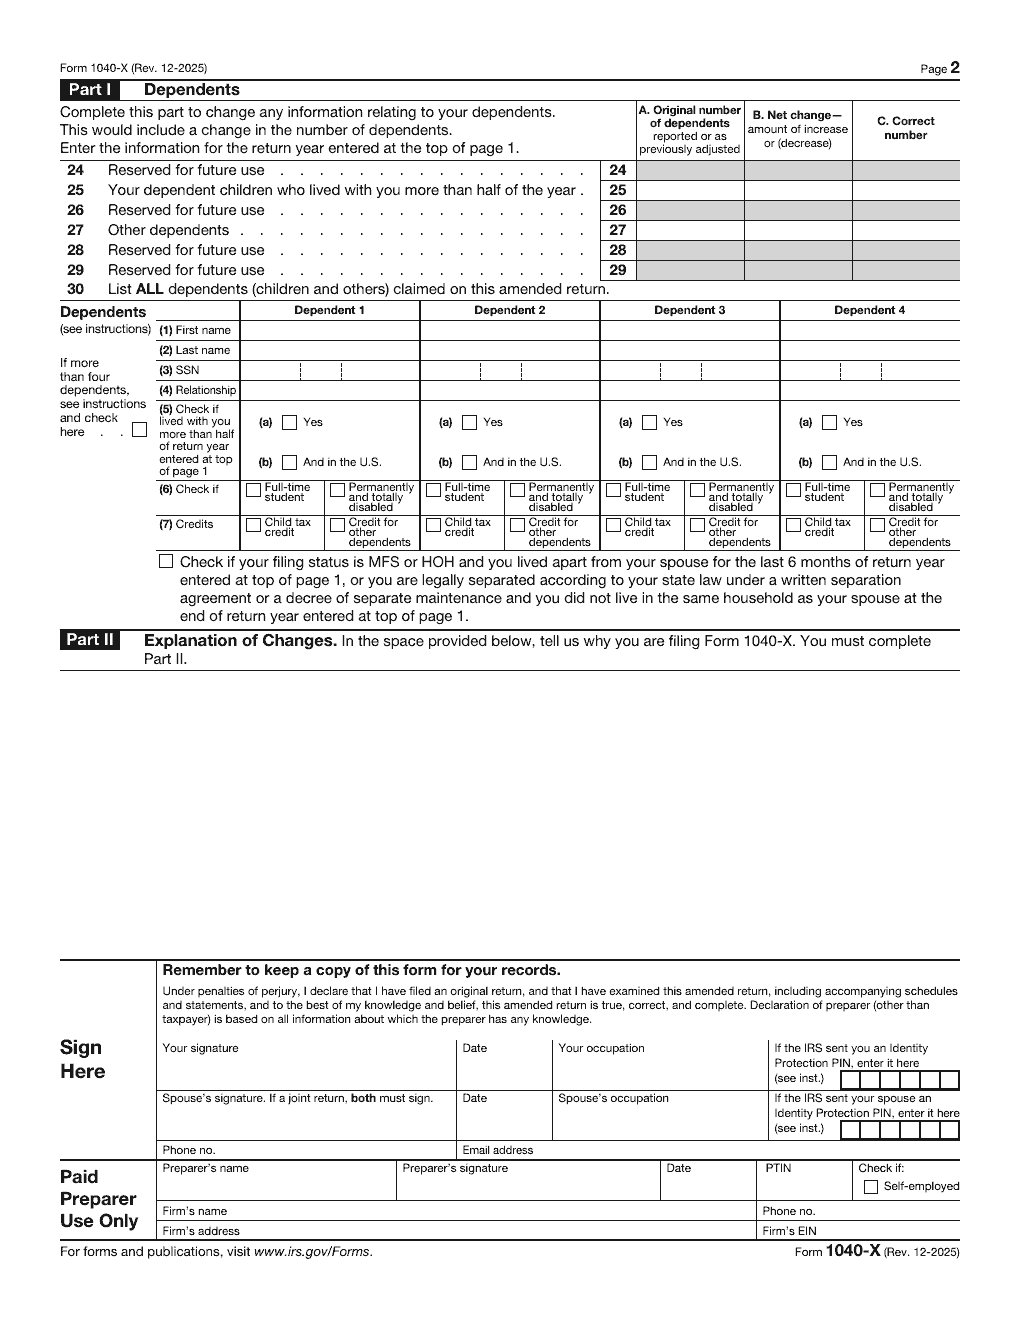 Form 1040-X (Rev. 12-2025) Page 2
Part I Dependents
Complete this part to change any information relating to your dependents.
This would include a change in the number of dependents.
Enter the information for the return year entered at the top of page 1.
A. Original number
of dependents
reported or as
previously adjusted
B. Net change—
amount of increase
or (decrease)
C. Correct
number
24 Reserved for future use . . . . . . . . . . . . . . . . 24
25 Your dependent children who lived with you more than half of the year . 25
26 Reserved for future use . . . . . . . . . . . . . . . . 26
27 Other dependents . . . . . . . . . . . . . . . . . . 27
28 Reserved for future use . . . . . . . . . . . . . . . . 28
29 Reserved for future use . . . . . . . . . . . . . . . . 29
30 List ALL dependents (children and others) claimed on this amended return.
Dependents
(see instructions)
If more
than four
dependents,
see instructions
and check
here . .
Dependent 1 Dependent 2 Dependent 3 Dependent 4
(1) First name
(2) Last name
(3) SSN
(4) Relationship
(5) Check if
lived with you
more than half
of return year
entered at top
of page 1
(a) Yes (a) Yes (a) Yes (a) Yes
(b) And in the U.S. (b) And in the U.S. (b) And in the U.S. (b) And in the U.S.
(6) Check if
Full-time
student
Permanently
and totally
disabled
Full-time
student
Permanently
and totally
disabled
Full-time
student
Permanently
and totally
disabled
Full-time
student
Permanently
and totally
disabled
(7) Credits
Child tax
credit
Credit for
other
dependents
Child tax
credit
Credit for
other
dependents
Child tax
credit
Credit for
other
dependents
Child tax
credit
Credit for
other
dependents
Check if your filing status is MFS or HOH and you lived apart from your spouse for the last 6 months of return year
entered at top of page 1, or you are legally separated according to your state law under a written separation
agreement or a decree of separate maintenance and you did not live in the same household as your spouse at the
end of return year entered at top of page 1.
Part II Explanation of Changes. In the space provided below, tell us why you are filing Form 1040-X. You must complete
Part II.
Sign
Here
Remember to keep a copy of this form for your records.
Under penalties of perjury, I declare that I have filed an original return, and that I have examined this amended return, including accompanying schedules
and statements, and to the best of my knowledge and belief, this amended return is true, correct, and complete. Declaration of preparer (other than
taxpayer) is based on all information about which the preparer has any knowledge.
Your signature Date Your occupation
If the IRS sent you an Identity
Protection PIN, enter it here
(see inst.)
Spouse's signature. If a joint return, both must sign. Date Spouse's occupation
If the IRS sent your spouse an
Identity Protection PIN, enter it here
(see inst.)
Phone no. Email address
Paid
Preparer
Use Only
Preparer's name Preparer's signature Date PTIN Check if:
Self-employed
Firm's name Phone no.
Firm's address Firm's EIN
For forms and publications, visit www.irs.gov/Forms. Form 1040-X (Rev. 12-2025)